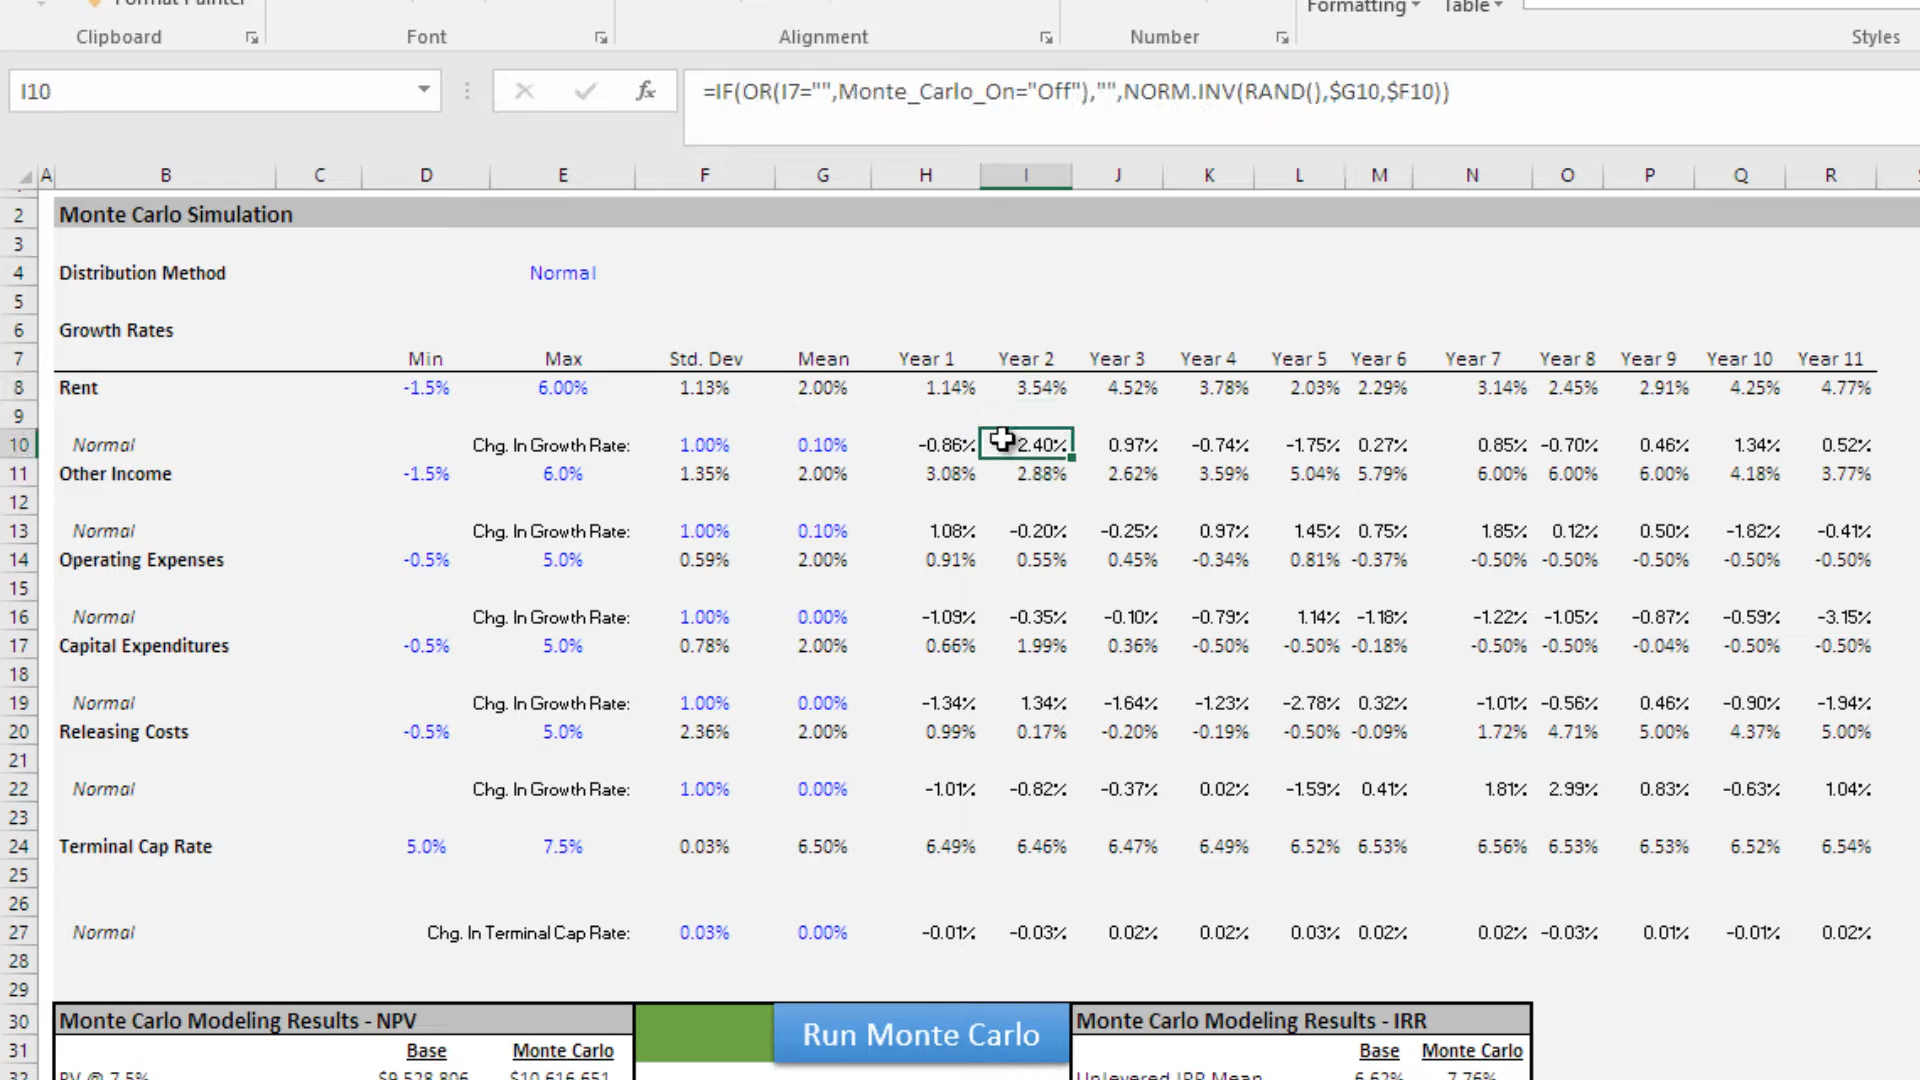 Format Painter
Formatting Table
Clipboard Font Alignment Number Styles
I10 fx =IF(OR(I7="",Monte_Carlo_On="Off"),"",NORM.INV(RAND(),$G10,$F10))
A B C D E F G H I J K L M N O P Q R
2 Monte Carlo Simulation
3
4 Distribution Method Normal
5
6 Growth Rates
7 Min Max Std. Dev Mean Year 1 Year 2 Year 3 Year 4 Year 5 Year 6 Year 7 Year 8 Year 9 Year 10 Year 11
8 Rent -1.5% 6.00% 1.13% 2.00% 1.14% 3.54% 4.52% 3.78% 2.03% 2.29% 3.14% 2.45% 2.91% 4.25% 4.77%
9
10 Normal Chg. In Growth Rate: 1.00% 0.10% -0.86% 2.40% 0.97% -0.74% -1.75% 0.27% 0.85% -0.70% 0.46% 1.34% 0.52%
11 Other Income -1.5% 6.0% 1.35% 2.00% 3.08% 2.88% 2.62% 3.59% 5.04% 5.79% 6.00% 6.00% 6.00% 4.18% 3.77%
12
13 Normal Chg. In Growth Rate: 1.00% 0.10% 1.08% -0.20% -0.25% 0.97% 1.45% 0.75% 1.85% 0.12% 0.50% -1.82% -0.41%
14 Operating Expenses -0.5% 5.0% 0.59% 2.00% 0.91% 0.55% 0.45% -0.34% 0.81% -0.37% -0.50% -0.50% -0.50% -0.50% -0.50%
15
16 Normal Chg. In Growth Rate: 1.00% 0.00% -1.09% -0.35% -0.10% -0.79% 1.14% -1.18% -1.22% -1.05% -0.87% -0.59% -3.15%
17 Capital Expenditures -0.5% 5.0% 0.78% 2.00% 0.66% 1.99% 0.36% -0.50% -0.50% -0.18% -0.50% -0.50% -0.04% -0.50% -0.50%
18
19 Normal Chg. In Growth Rate: 1.00% 0.00% -1.34% 1.34% -1.64% -1.23% -2.78% 0.32% -1.01% -0.56% 0.46% -0.90% -1.94%
20 Releasing Costs -0.5% 5.0% 2.36% 2.00% 0.99% 0.17% -0.20% -0.19% -0.50% -0.09% 1.72% 4.71% 5.00% 4.37% 5.00%
21
22 Normal Chg. In Growth Rate: 1.00% 0.00% -1.01% -0.82% -0.37% 0.02% -1.59% 0.41% 1.81% 2.99% 0.83% -0.63% 1.04%
23
24 Terminal Cap Rate 5.0% 7.5% 0.03% 6.50% 6.49% 6.46% 6.47% 6.49% 6.52% 6.53% 6.56% 6.53% 6.53% 6.52% 6.54%
25
26
27 Normal Chg. In Terminal Cap Rate: 0.03% 0.00% -0.01% -0.03% 0.02% 0.02% 0.03% 0.02% 0.02% -0.03% 0.01% -0.01% 0.02%
28
29
30 Monte Carlo Modeling Results - NPV Run Monte Carlo Monte Carlo Modeling Results - IRR
31 Base Monte Carlo Base Monte Carlo
32 PV @ 7.5% $9,528,806 $10,616,651 Unlevered IRR Mean 6.62% 7.76%